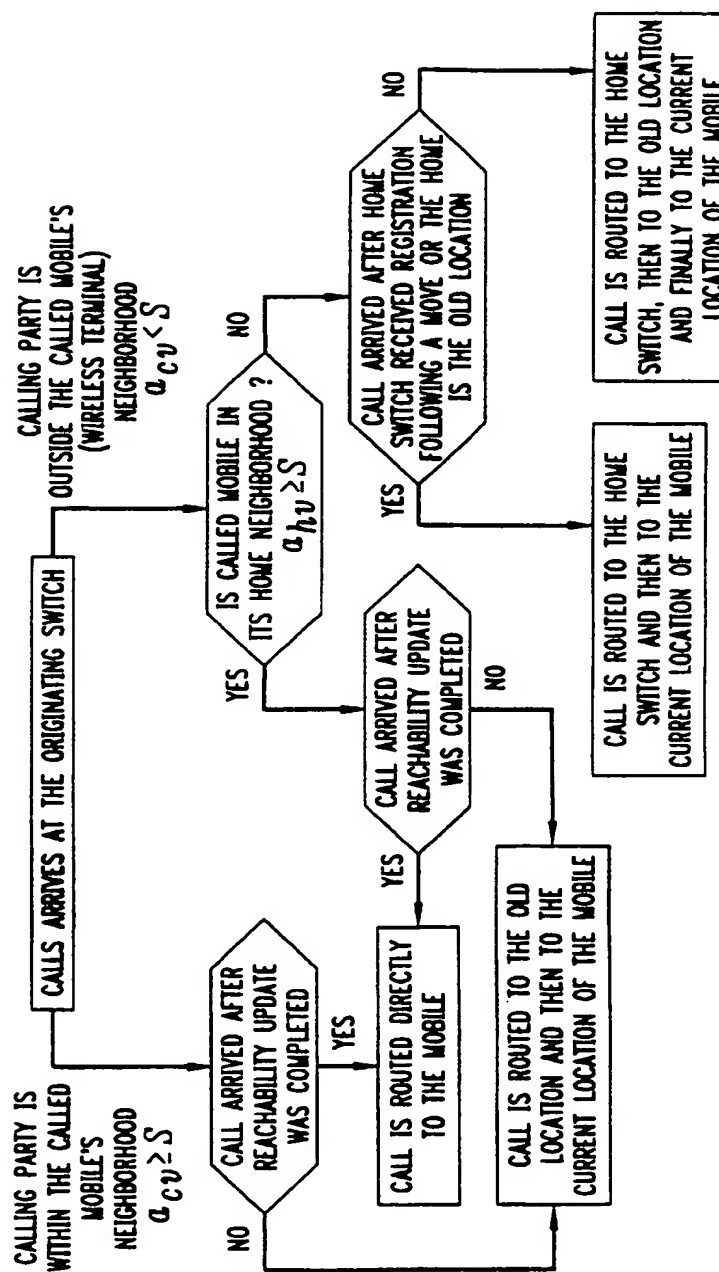 CALLS ARRIVES AT THE ORIGINATING SWITCH
CALLING PARTY IS
WITHIN THE CALLED
MOBILE'S
NEIGHBORHOOD
a_cv ≥ S
CALLING PARTY IS
OUTSIDE THE CALLED MOBILE'S
(WIRELESS TERMINAL)
NEIGHBORHOOD
a_cv < S
CALL ARRIVED AFTER
REACHABILITY UPDATE
WAS COMPLETED
NO
YES
IS CALLED MOBILE IN
ITS HOME NEIGHBORHOOD ?
a_hv ≥ S
YES
NO
CALL ARRIVED AFTER
REACHABILITY UPDATE
WAS COMPLETED
YES
NO
CALL ARRIVED AFTER HOME
SWITCH RECEIVED REGISTRATION
FOLLOWING A MOVE OR THE HOME
IS THE OLD LOCATION
YES
NO
CALL IS ROUTED DIRECTLY
TO THE MOBILE
CALL IS ROUTED TO THE OLD
LOCATION AND THEN TO THE
CURRENT LOCATION OF THE MOBILE
CALL IS ROUTED TO THE HOME
SWITCH AND THEN TO THE
CURRENT LOCATION OF THE MOBILE
CALL IS ROUTED TO THE HOME
SWITCH, THEN TO THE OLD LOCATION
AND FINALLY TO THE CURRENT
LOCATION OF THE MOBILE